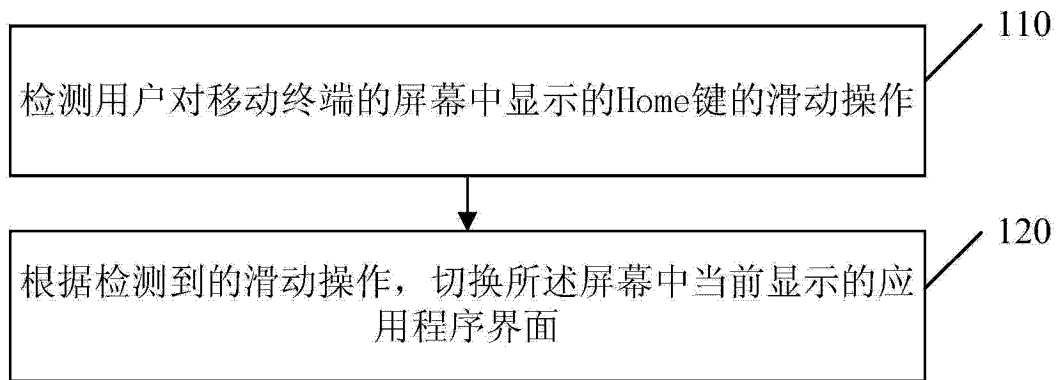 110
检测用户对移动终端的屏幕中显示的Home键的滑动操作
120
根据检测到的滑动操作，切换所述屏幕中当前显示的应
用程序界面